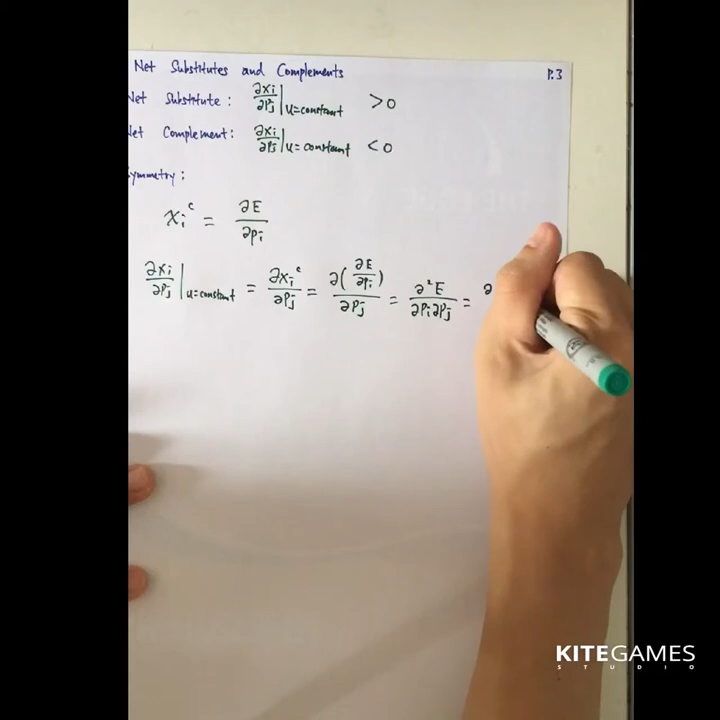 Net Substitutes and Complements P.3
Net Substitute: ∂xi/∂Pj |u=constant >0
Net Complement: ∂xi/∂Pj |u=constant <0
ymmetry:
xi^c = ∂E/∂pi
∂xi/∂Pj |u=constant = ∂xi^c/∂Pj = ∂(∂E/∂pi)/∂Pj = ∂²E/∂Pi∂Pj = ∂
KITEGAMES
STUDIO